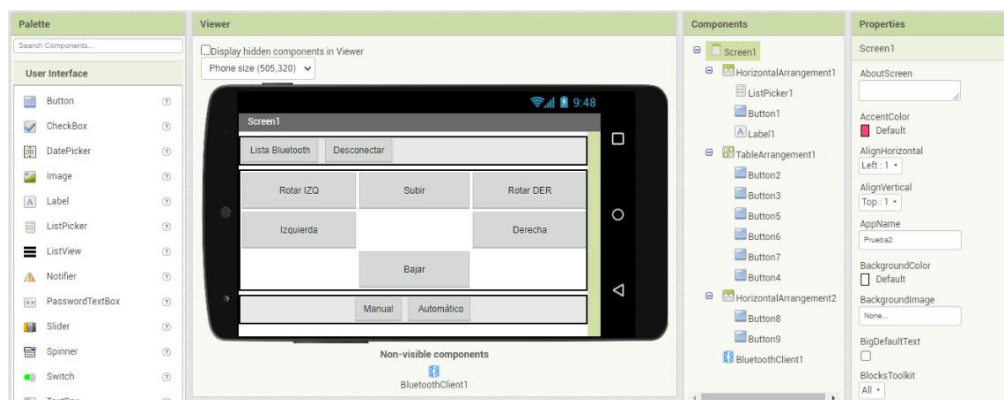 Palette
Search Components...
User Interface
Button
CheckBox
DatePicker
Image
Label
ListPicker
ListView
Notifier
PasswordTextBox
Slider
Spinner
Switch
Viewer
Display hidden components in Viewer
Phone size (505,320)
9:48
Screen1
Lista Bluetooth Desconectar
Rotar IZQ Subir Rotar DER
Izquierda Derecha
Bajar
Manual Automático
Non-visible components
BluetoothClient1
Components
Screen1
HorizontalArrangement1
ListPicker1
Button1
Label1
TableArrangement1
Button2
Button3
Button5
Button6
Button7
Button4
HorizontalArrangement2
Button8
Button9
BluetoothClient1
Properties
Screen1
AboutScreen
AccentColor
Default
AlignHorizontal
Left : 1
AlignVertical
Top : 1
AppName
Prueba2
BackgroundColor
Default
BackgroundImage
None...
BigDefaultText
BlocksToolkit
All